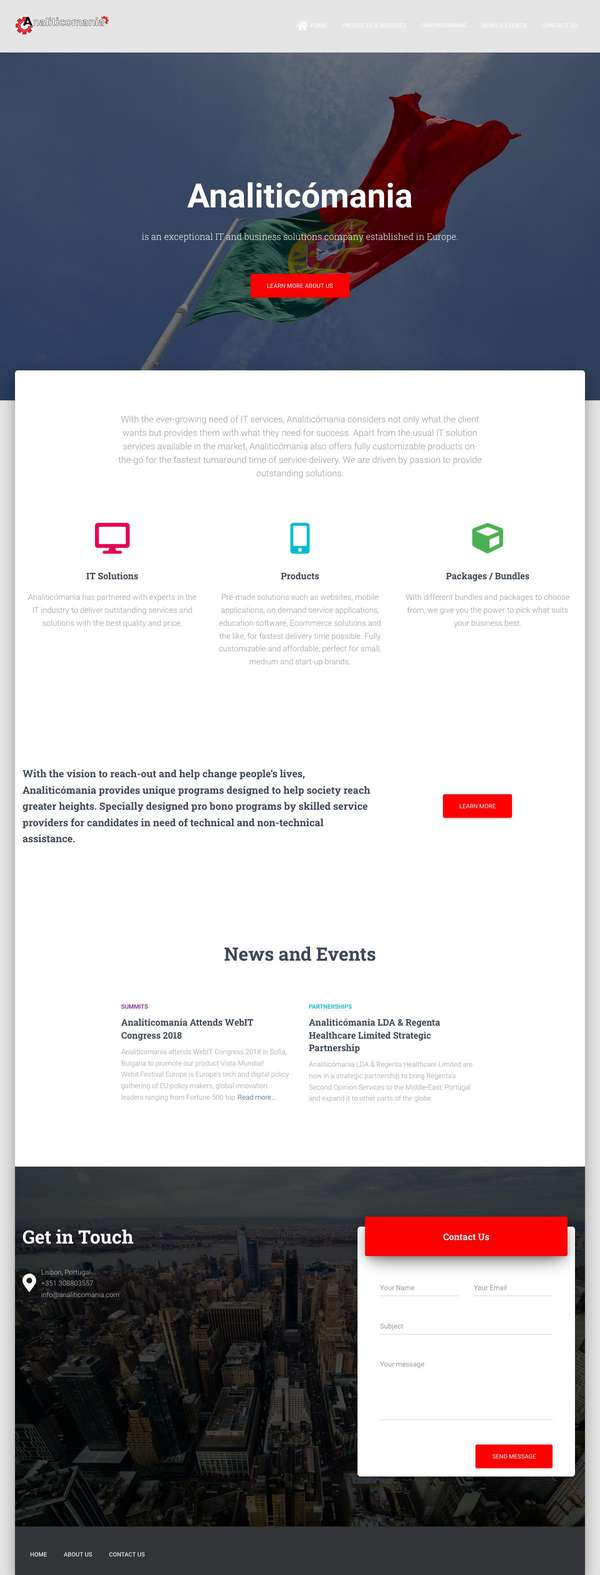 Analiticomania
HOME
CONTACT US
Analiticómania
is an exceptional IT and business solutions company established in Europe.
LEARN MORE ABOUT US
With the ever-growing need of IT services, Analiticómania considers not only what the client
wants but provides them with what they need for success. Apart from the usual IT solution
services available in the market, Analiticómania also offers fully customizable products on-
the-go for the fastest turnaround time of service delivery. We are driven by passion to provide
outstanding solutions.
IT Solutions
Analiticómania has partnered with experts in the
IT industry to deliver outstanding services and
solutions with the best quality and price.
Products
Pre-made solutions such as websites, mobile
applications, on demand service applications,
education software, Ecommerce solutions and
the like, for fastest delivery time possible. Fully
customizable and affordable, perfect for small,
medium and start-up brands.
Packages / Bundles
With different bundles and packages to choose
from, we give you the power to pick what suits
your business best.
With the vision to reach-out and help change people's lives,
Analiticómania provides unique programs designed to help society reach
greater heights. Specially designed pro bono programs by skilled service
providers for candidates in need of technical and non-technical
assistance.
LEARN MORE
News and Events
SUMMITS
Analiticomania Attends WebIT
Congress 2018
Analiticomania attends WebIT Congress 2018 in Sofia,
Bulgaria to promote our product Vista Mundial!
Webit Festival Europe is Europe's tech and digital policy
gathering of EU policy makers, global innovation
leaders ranging from Fortune 500 top Read more…
PARTNERSHIPS
Analiticómania LDA & Regenta
Healthcare Limited Strategic
Partnership
Analiticómania LDA & Regenta Healthcare Limited are
now in a strategic partnership to bring Regenta's
Second Opinion Services to the Middle-East, Portugal
and expand it to other parts of the globe.
Get in Touch
Lisbon, Portugal
+351 308803557
info@analiticomania.com
Contact Us
Your Name
Your Email
Subject
Your message
SEND MESSAGE
HOME
ABOUT US
CONTACT US